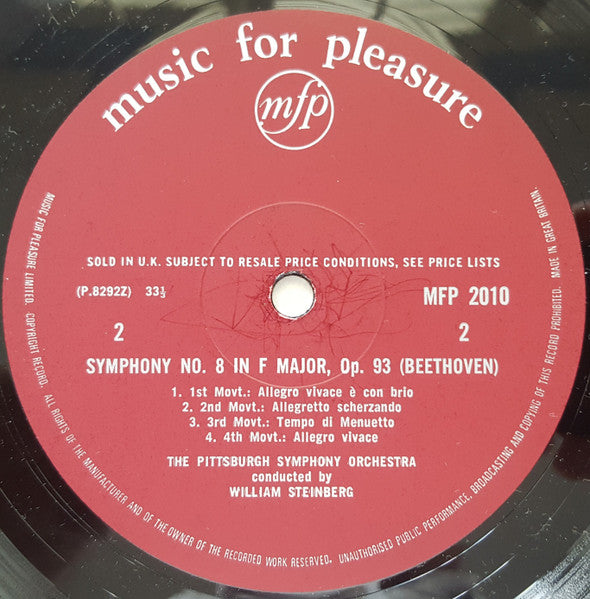 music for pleasure
mfp
SOLD IN U.K. SUBJECT TO RESALE PRICE CONDITIONS, SEE PRICE LISTS
(P.8292Z) 33⅓
MFP 2010
2 2
SYMPHONY NO. 8 IN F MAJOR, Op. 93 (BEETHOVEN)
1. 1st Movt.: Allegro vivace è con brio
2. 2nd Movt.: Allegretto scherzando
3. 3rd Movt.: Tempo di Menuetto
4. 4th Movt.: Allegro vivace
THE PITTSBURGH SYMPHONY ORCHESTRA
conducted by
WILLIAM STEINBERG
MUSIC FOR PLEASURE LIMITED. COPYRIGHT RECORD. ALL RIGHTS OF THE MANUFACTURER AND OF THE OWNER OF THE RECORDED WORK RESERVED. UNAUTHORISED PUBLIC PERFORMANCE, BROADCASTING AND COPYING OF THIS RECORD PROHIBITED. MADE IN GREAT BRITAIN.